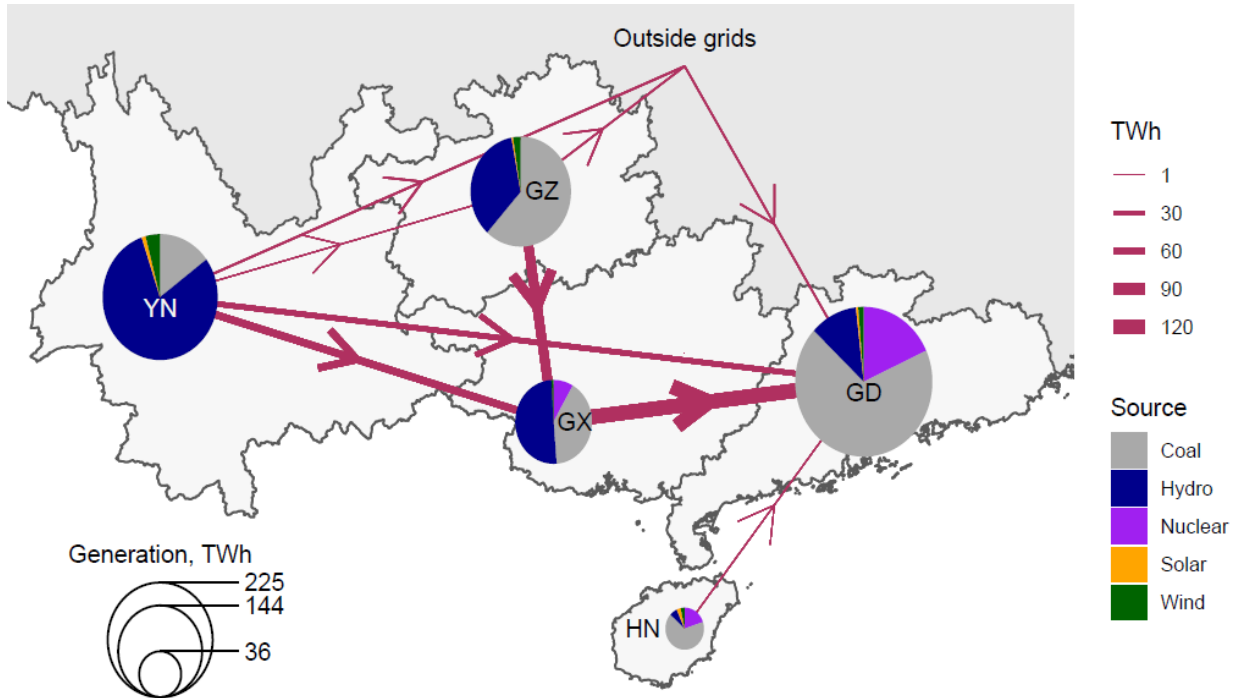 Outside grids
GZ
YN
GX
GD
HN
Generation, TWh
225
144
36
TWh
1
30
60
90
120
Source
Coal
Hydro
Nuclear
Solar
Wind